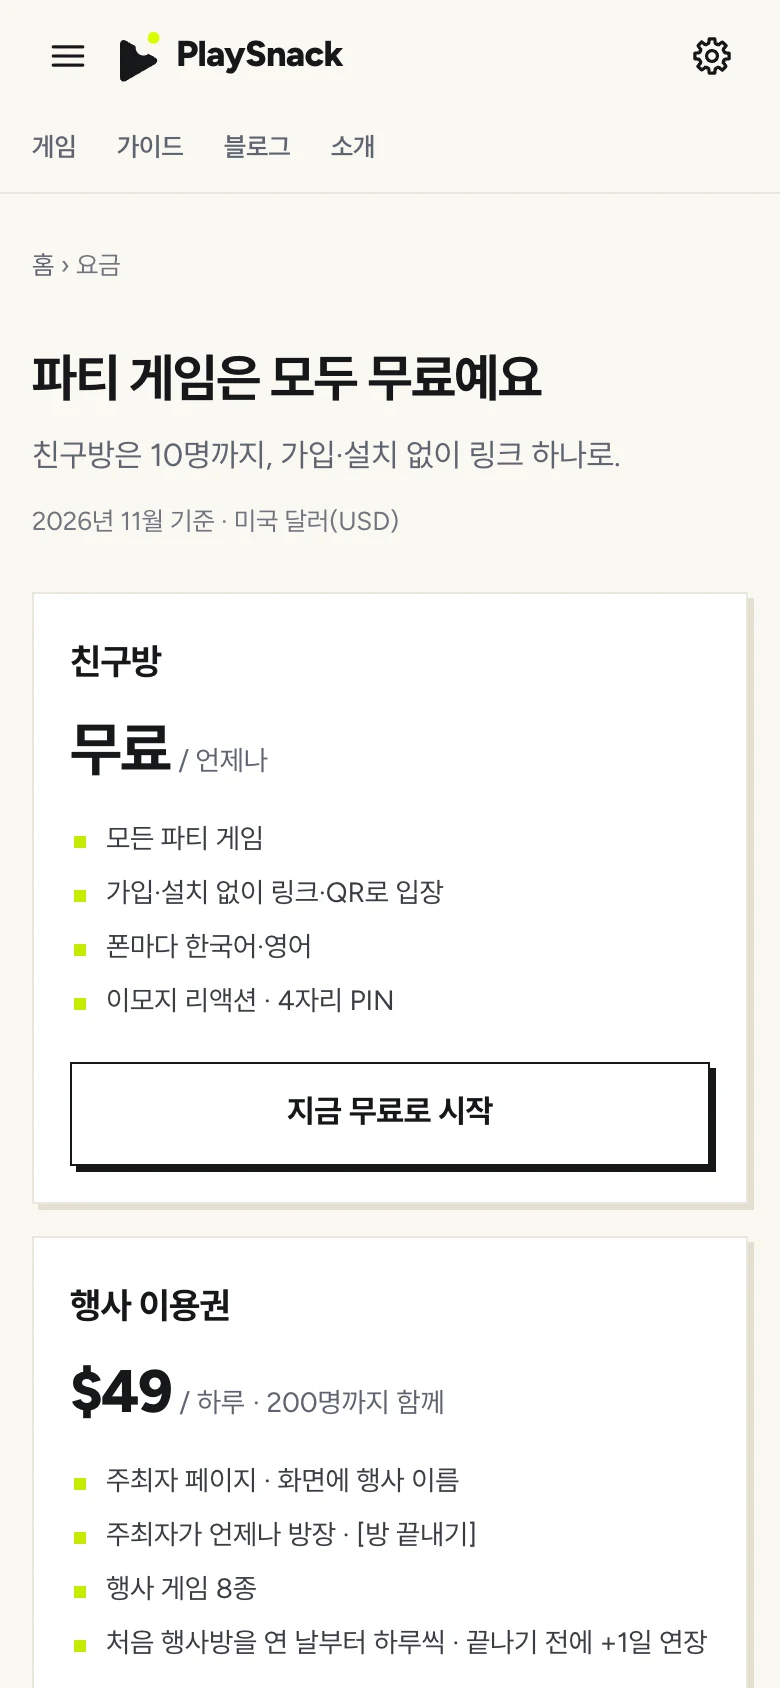 PlaySnack
게임 가이드 블로그 소개
홈 › 요금
파티 게임은 모두 무료예요
친구방은 10명까지, 가입·설치 없이 링크 하나로.
2026년 11월 기준 · 미국 달러(USD)
친구방
무료 / 언제나
모든 파티 게임
가입·설치 없이 링크·QR로 입장
폰마다 한국어·영어
이모지 리액션 · 4자리 PIN
지금 무료로 시작
행사 이용권
$49 / 하루 · 200명까지 함께
주최자 페이지 · 화면에 행사 이름
주최자가 언제나 방장 · [방 끝내기]
행사 게임 8종
처음 행사방을 연 날부터 하루씩 · 끝나기 전에 +1일 연장